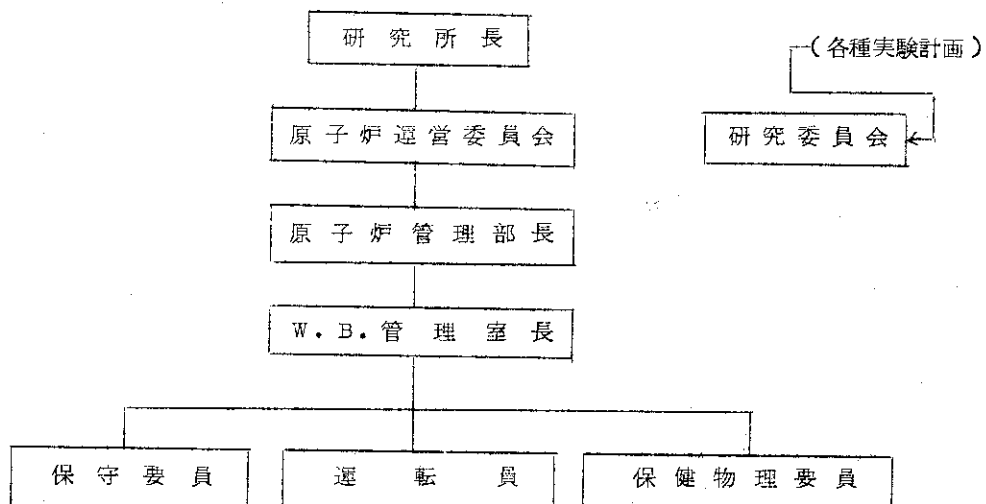 研究所長
(各種実験計画)
原子炉運営委員会
研究委員会
原子炉管理部長
W.B.管理室長
保守要員
運転員
保健物理要員